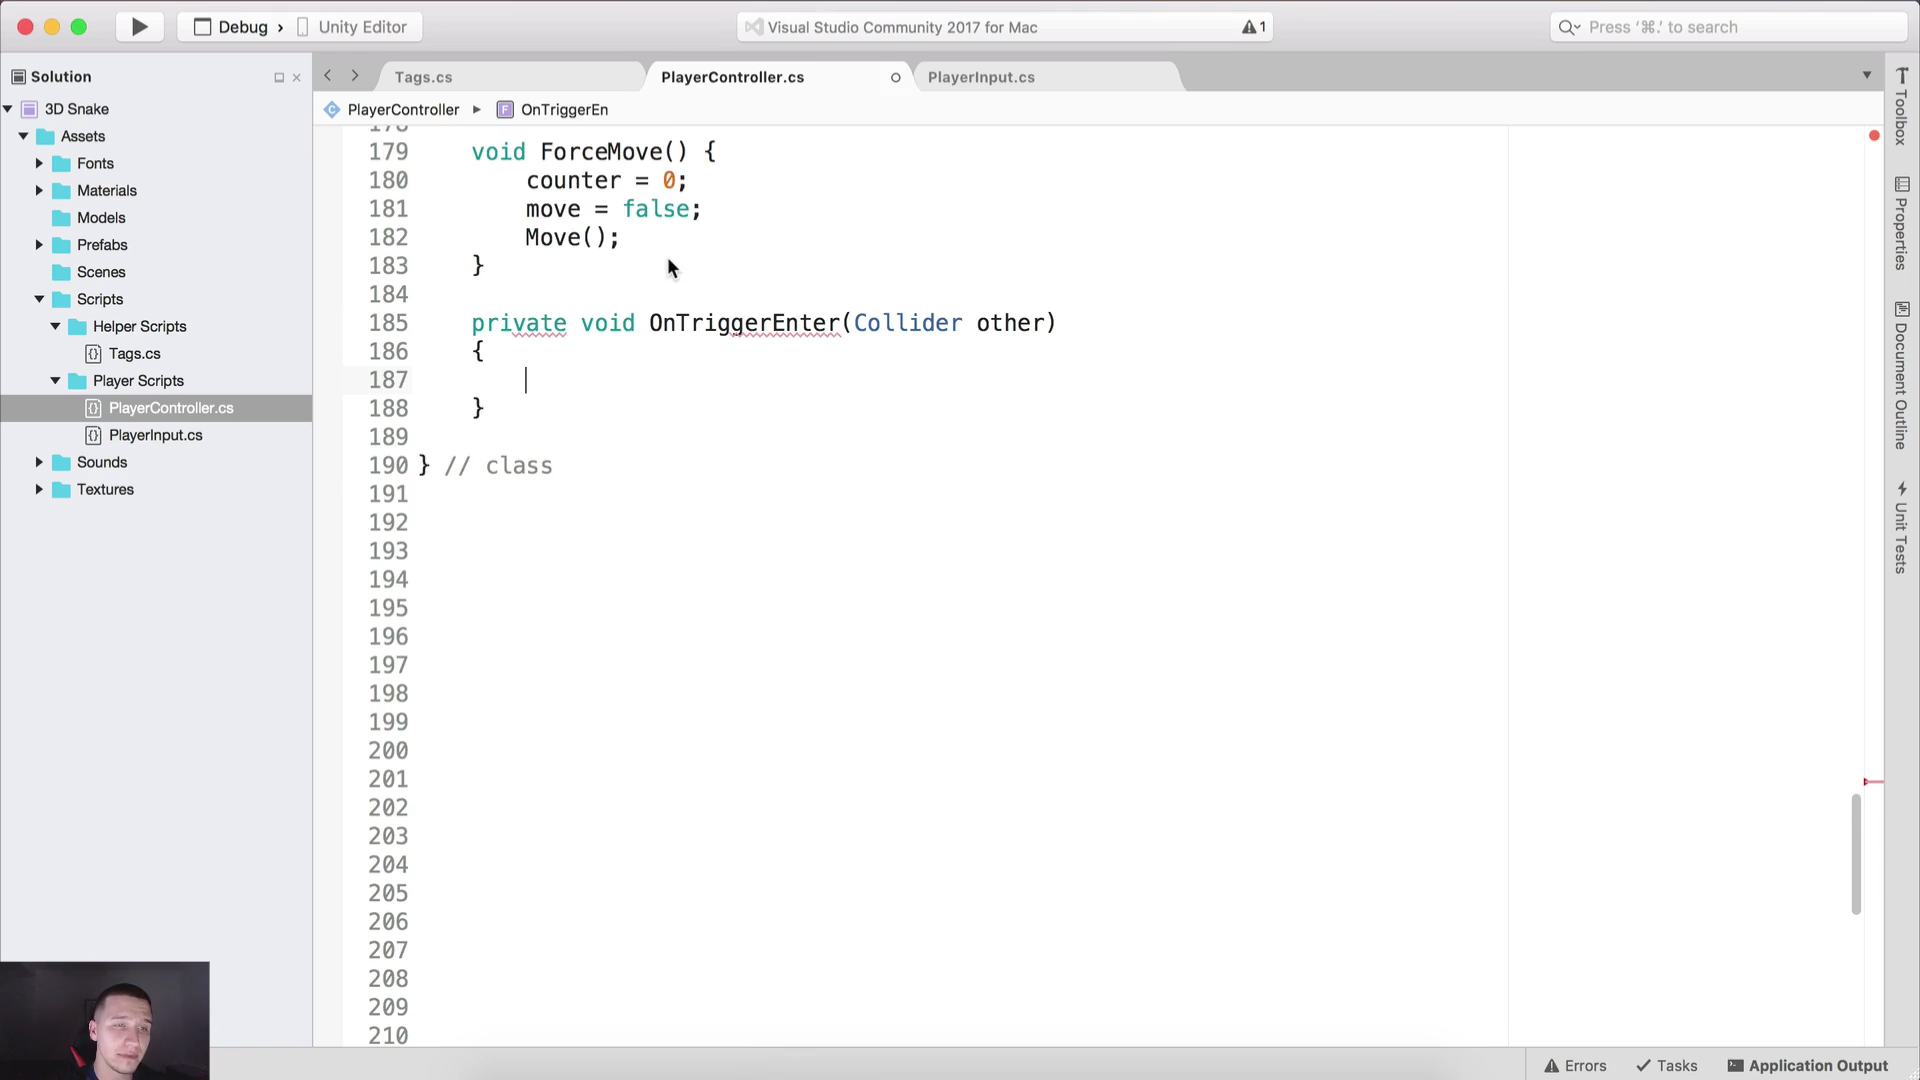 Debug › Unity Editor
Visual Studio Community 2017 for Mac
1
Press ‘⌘.’ to search
Solution
Tags.cs
PlayerController.cs
PlayerInput.cs
PlayerController
OnTriggerEn
3D Snake
Assets
Fonts
Materials
Models
Prefabs
Scenes
Scripts
Helper Scripts
Tags.cs
Player Scripts
PlayerController.cs
PlayerInput.cs
Sounds
Textures
178
179 void ForceMove() {
180 counter = 0;
181 move = false;
182 Move();
183 }
184
185 private void OnTriggerEnter(Collider other)
186 {
187
188 }
189
190 } // class
191
192
193
194
195
196
197
198
199
200
201
202
203
204
205
206
207
208
209
210
Toolbox
Properties
Document Outline
Unit Tests
Errors
Tasks
Application Output